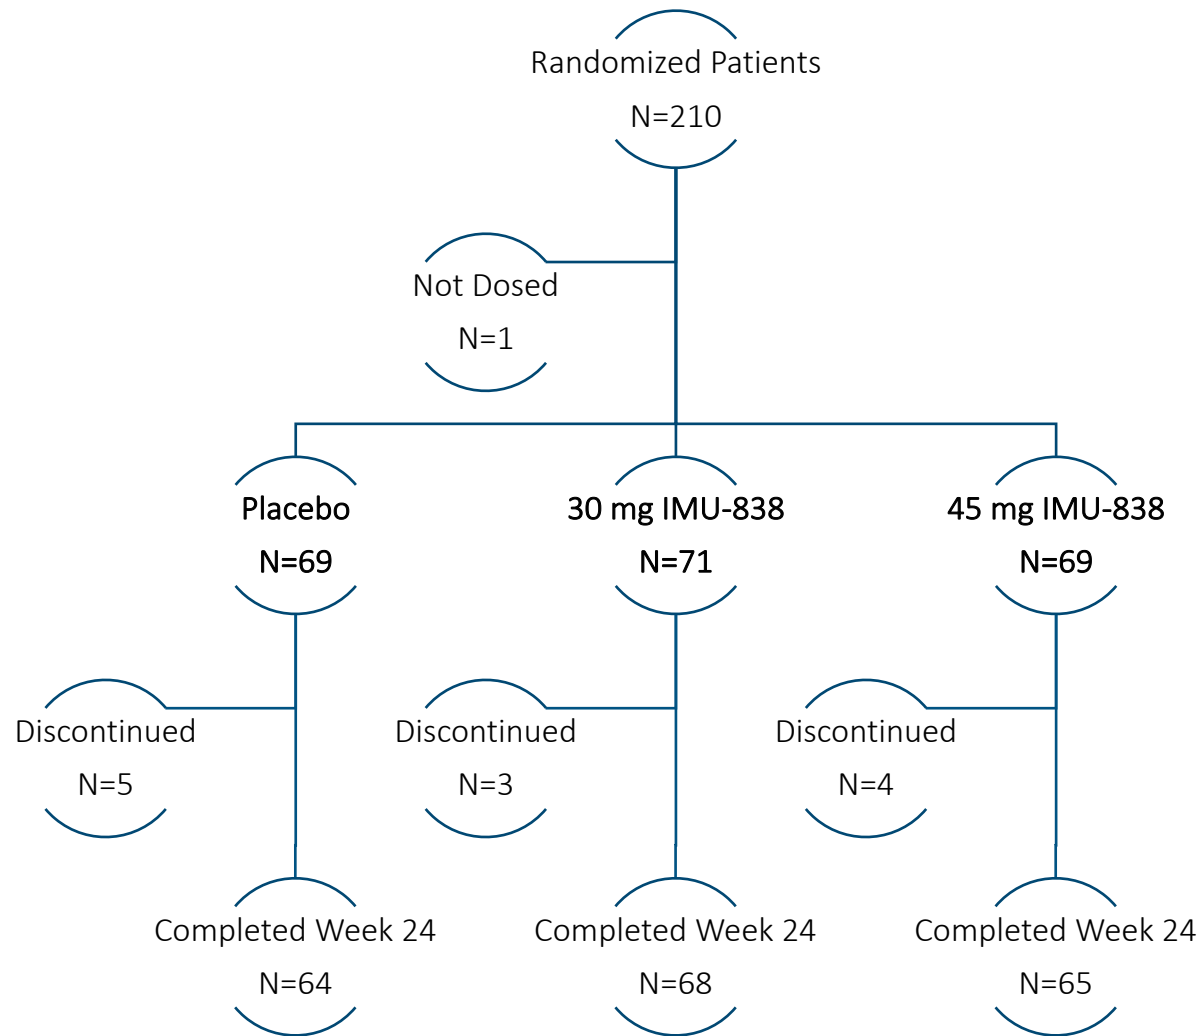 Randomized Patients
N=210
Not Dosed
N=1
Placebo
N=69
30 mg IMU-838
N=71
45 mg IMU-838
N=69
Discontinued
N=5
Discontinued
N=3
Discontinued
N=4
Completed Week 24
N=64
Completed Week 24
N=68
Completed Week 24
N=65